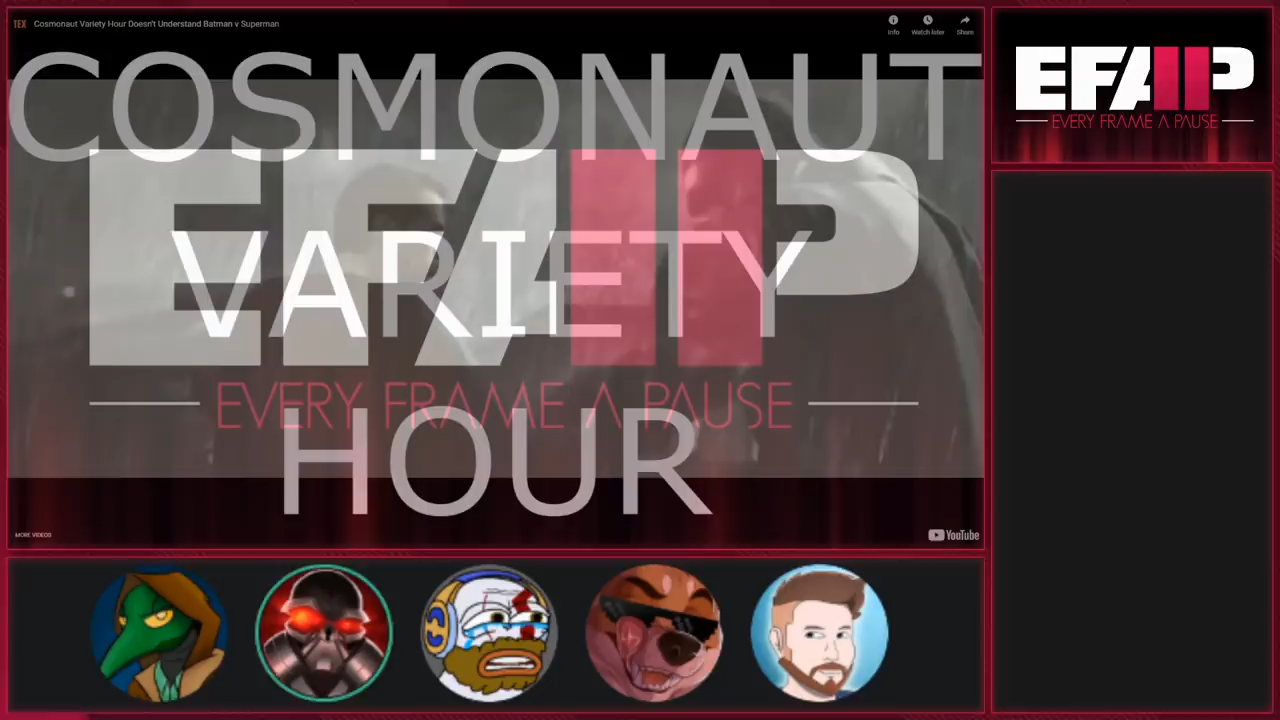 TEX Cosmonaut Variety Hour Doesn't Understand Batman v Superman
Info
Watch later
Share
COSMONAUT
EFAP
VARIETY
EVERY FRAME A PAUSE
HOUR
MORE VIDEOS
YouTube
EFAP
EVERY FRAME A PAUSE